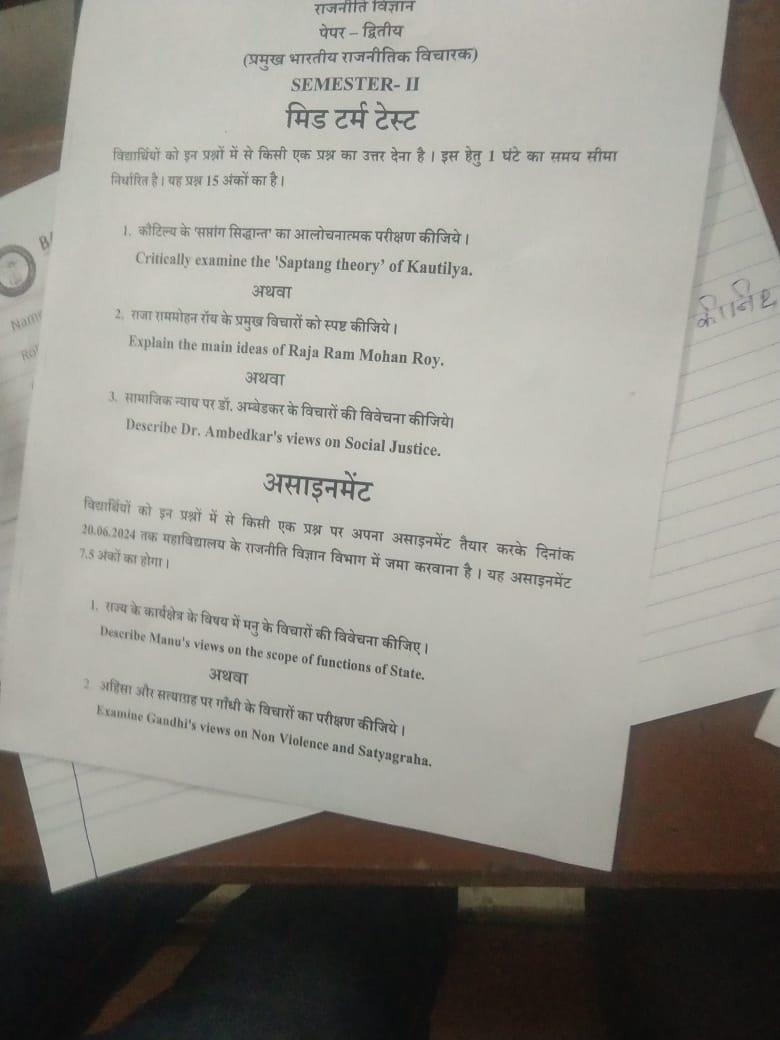 राजनीति विज्ञान
पेपर – द्वितीय
(प्रमुख भारतीय राजनीतिक विचारक)
SEMESTER- II
मिड टर्म टेस्ट
विद्यार्थियों को इन प्रश्नों में से किसी एक प्रश्न का उत्तर देना है । इस हेतु 1 घंटे का समय सीमा
निर्धारित है। यह प्रश्न 15 अंकों का है।
1. कौटिल्य के 'सप्तांग सिद्धान्त' का आलोचनात्मक परीक्षण कीजिये ।
Critically examine the 'Saptang theory’ of Kautilya.
अथवा
2. राजा राममोहन रॉय के प्रमुख विचारों को स्पष्ट कीजिये ।
Explain the main ideas of Raja Ram Mohan Roy.
अथवा
3. सामाजिक न्याय पर डॉ. अम्बेडकर के विचारों की विवेचना कीजिये।
Describe Dr. Ambedkar's views on Social Justice.
असाइनमेंट
विद्यार्थियों को इन प्रश्नों में से किसी एक प्रश्न पर अपना असाइनमेंट तैयार करके दिनांक
20.06.2024 तक महाविद्यालय के राजनीति विज्ञान विभाग में जमा करवाना है । यह असाइनमेंट
7.5 अंकों का होगा ।
1. राज्य के कार्यक्षेत्र के विषय में मनु के विचारों की विवेचना कीजिए ।
Describe Manu's views on the scope of functions of State.
अथवा
2. अहिंसा और सत्याग्रह पर गाँधी के विचारों का परीक्षण कीजिये ।
Examine Gandhi's views on Non Violence and Satyagraha.